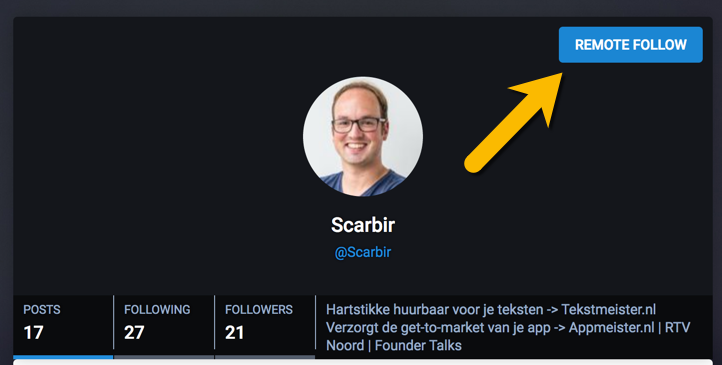 REMOTE FOLLOW
Scarbir
@Scarbir
POSTS
17
FOLLOWING
27
FOLLOWERS
21
Hartstikke huurbaar voor je teksten -> Tekstmeister.nl
Verzorgt de get-to-market van je app -> Appmeister.nl | RTV
Noord | Founder Talks